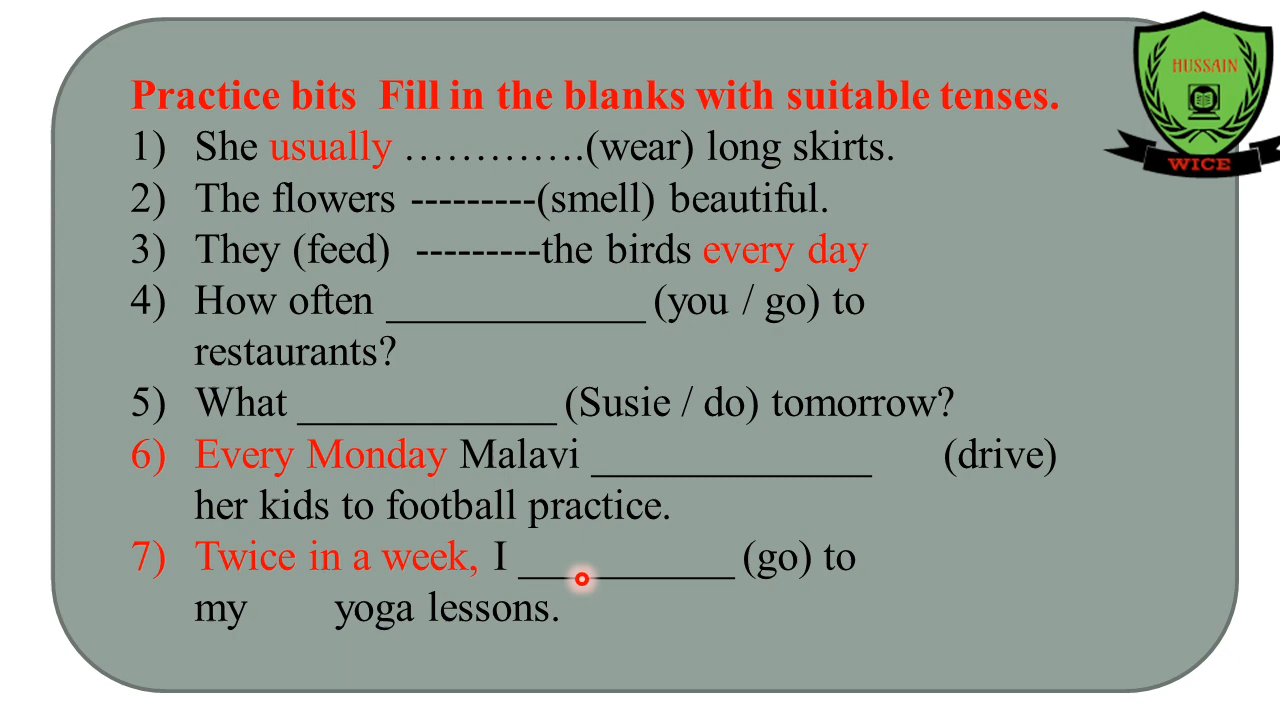 HUSSAIN
WICE
Practice bits Fill in the blanks with suitable tenses.
1) She usually ………….(wear) long skirts.
2) The flowers ---------(smell) beautiful.
3) They (feed) ---------the birds every day
4) How often ____________ (you / go) to
restaurants?
5) What ____________ (Susie / do) tomorrow?
6) Every Monday Malavi _____________ (drive)
her kids to football practice.
7) Twice in a week, I __________ (go) to
my yoga lessons.